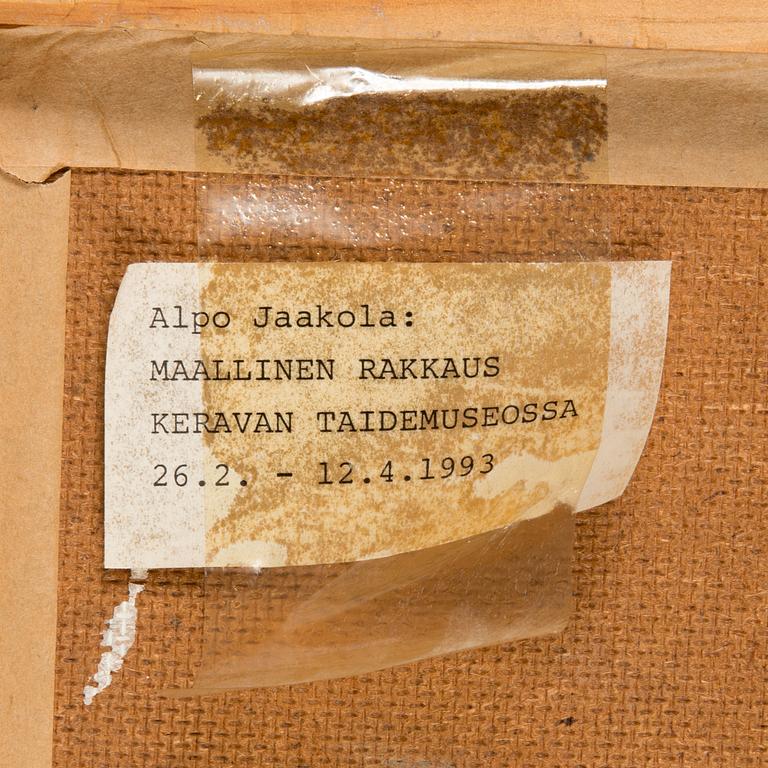 Alpo Jaakola:
MAALLINEN RAKKAUS
KERAVAN TAIDEMUSEOSSA
26.2. - 12.4.1993